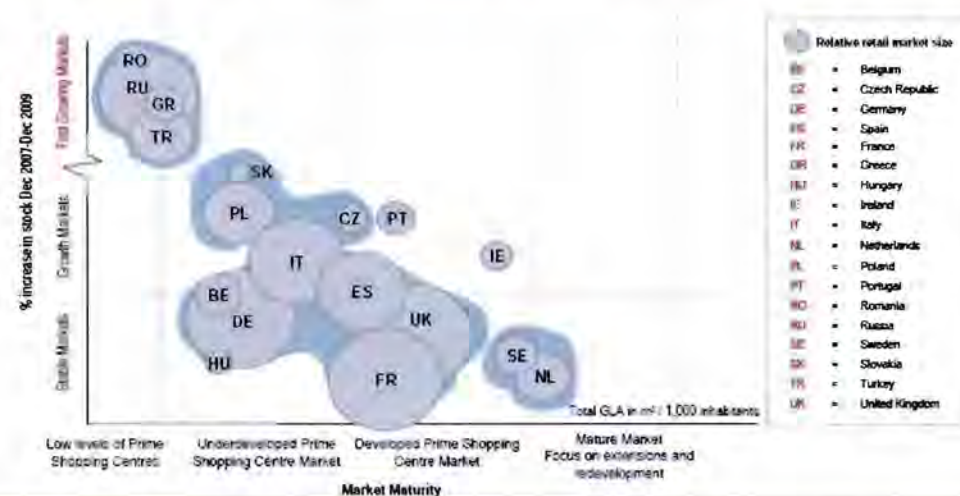 % increase in stock Dec 2007-Dec 2009
Fast Growing Markets
Growth Markets
Stable Markets
RO
RU
GR
TR
SK
PL
CZ
PT
IT
IE
BE
ES
DE
UK
HU
SE
FR
NL
Total GLA in m² / 1,000 inhabitants
Low levels of Prime
Shopping Centres
Underdeveloped Prime
Shopping Centre Market
Developed Prime Shopping
Centre Market
Mature Market
Focus on extensions and
redevelopment
Market Maturity
Relative retail market size
BE = Belgium
CZ = Czech Republic
DE = Germany
ES = Spain
FR = France
GR = Greece
HU = Hungary
IE = Ireland
IT = Italy
NL = Netherlands
PL = Poland
PT = Portugal
RO = Romania
RU = Russia
SE = Sweden
SK = Slovakia
TR = Turkey
UK = United Kingdom